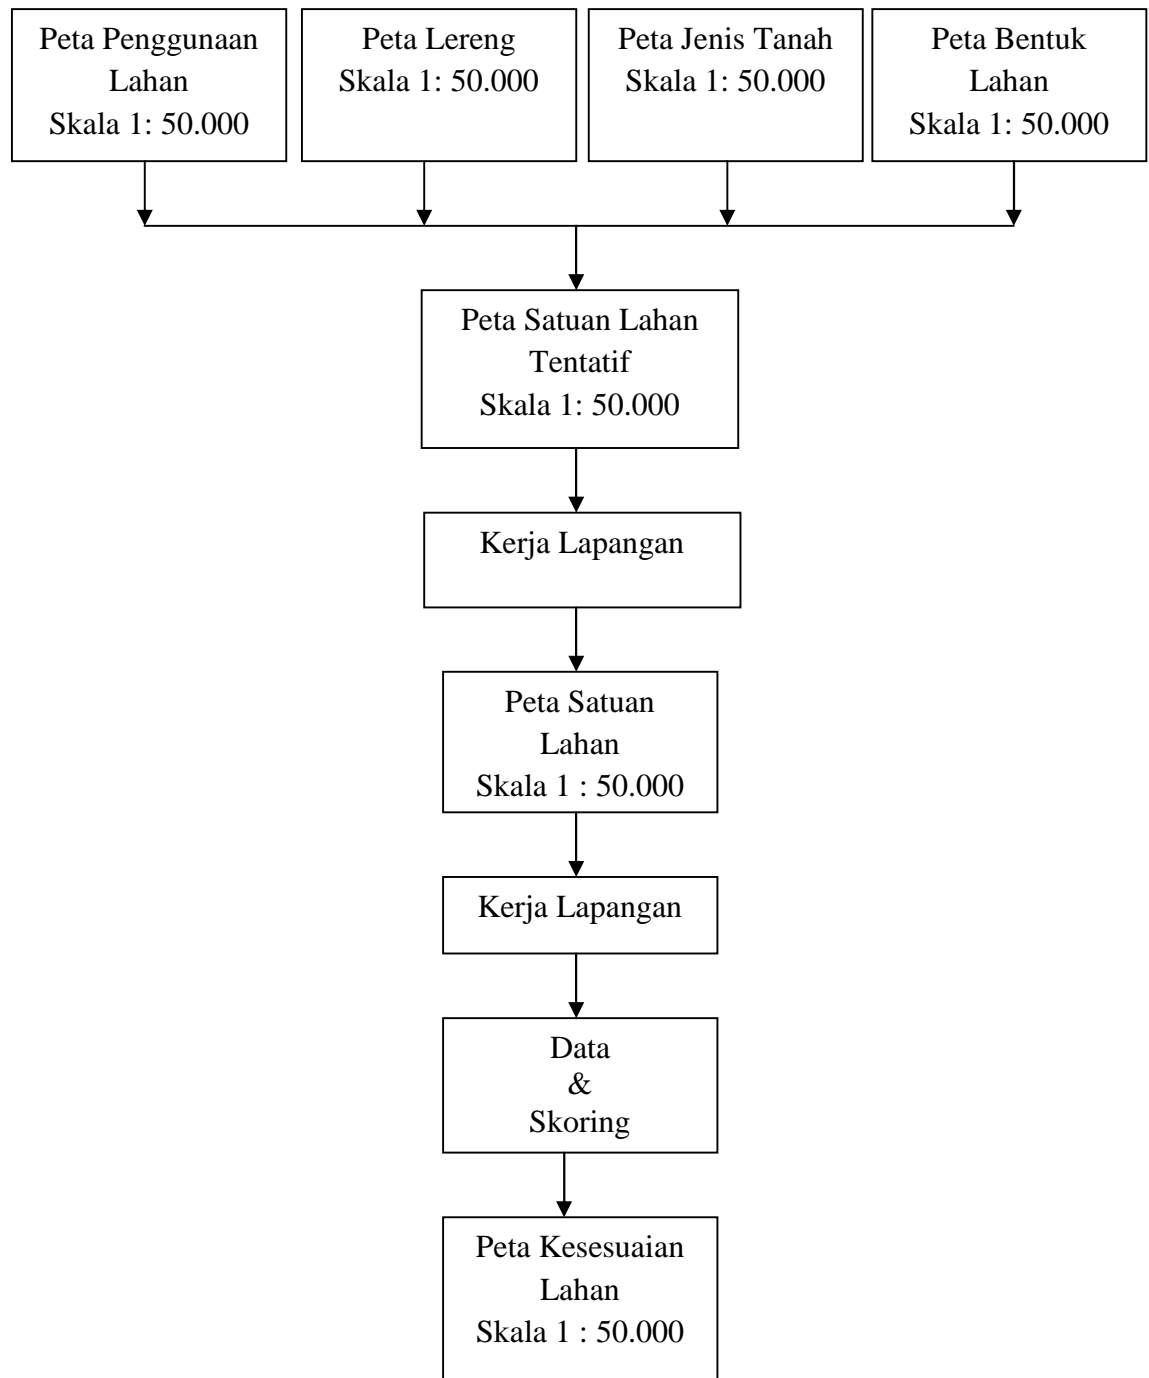 Peta Penggunaan
Lahan
Skala 1: 50.000
Peta Lereng
Skala 1: 50.000
Peta Jenis Tanah
Skala 1: 50.000
Peta Bentuk
Lahan
Skala 1: 50.000
Peta Satuan Lahan
Tentatif
Skala 1: 50.000
Kerja Lapangan
Peta Satuan
Lahan
Skala 1 : 50.000
Kerja Lapangan
Data
&
Skoring
Peta Kesesuaian
Lahan
Skala 1 : 50.000